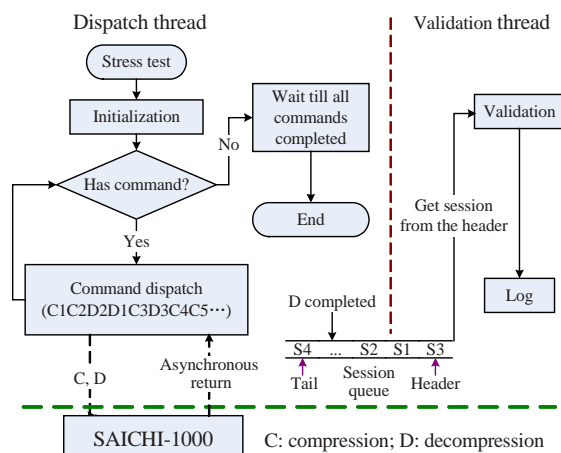 Dispatch thread
Validation thread
Stress test
Initialization
Has command?
No
Wait till all
commands
completed
End
Yes
Command dispatch
(C1C2D2D1C3D3C4C5···)
C, D
Asynchronous
return
SAICHI-1000
D completed
S4 ... S2 S1 S3
Tail
Session
queue
Header
Get session
from the header
Validation
Log
C: compression; D: decompression